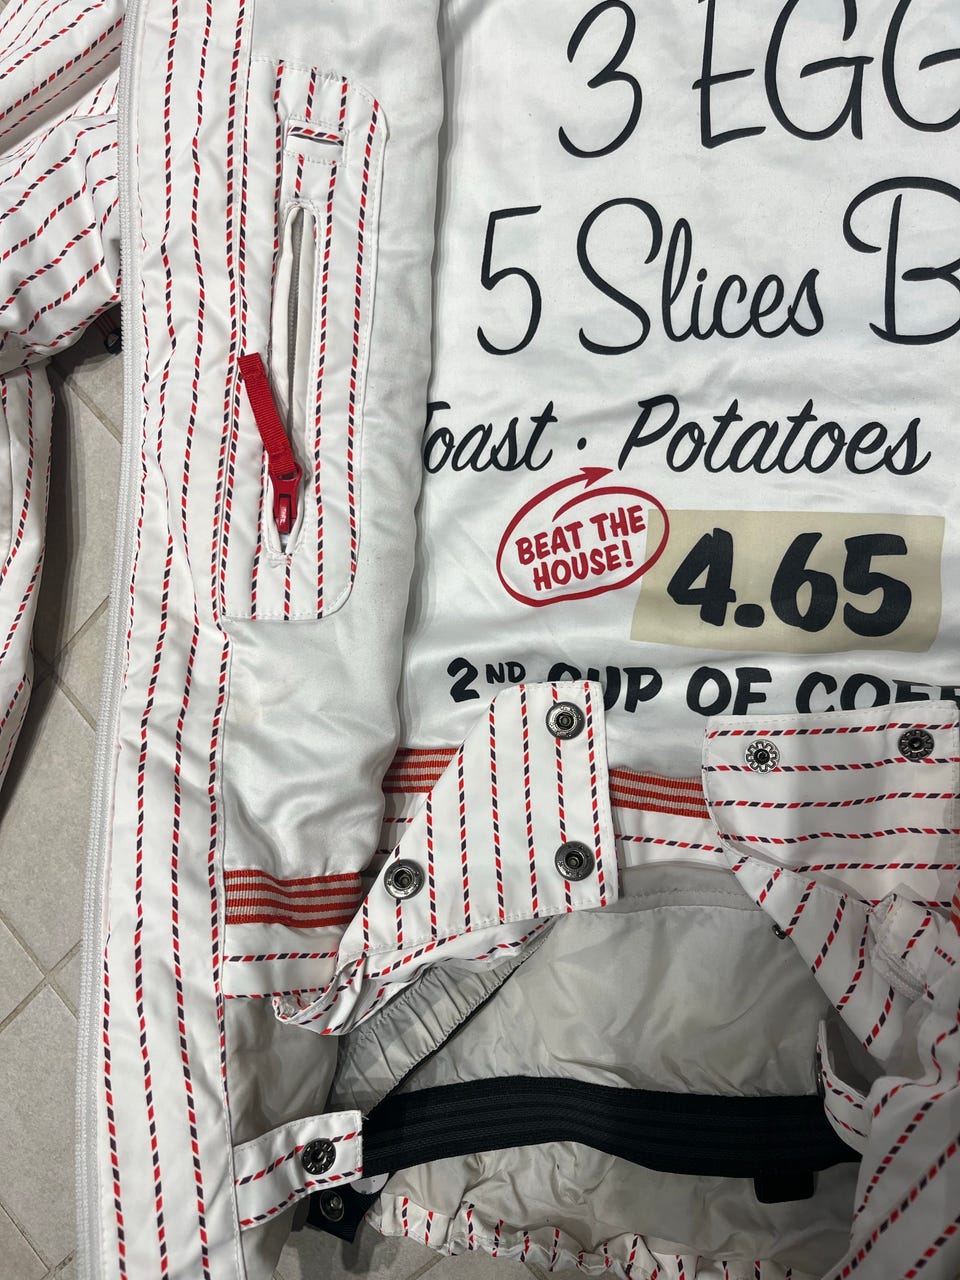 3 EGG
5 Slices B
Toast · Potatoes
BEAT THE
HOUSE!
4.65
2ND CUP OF COFF